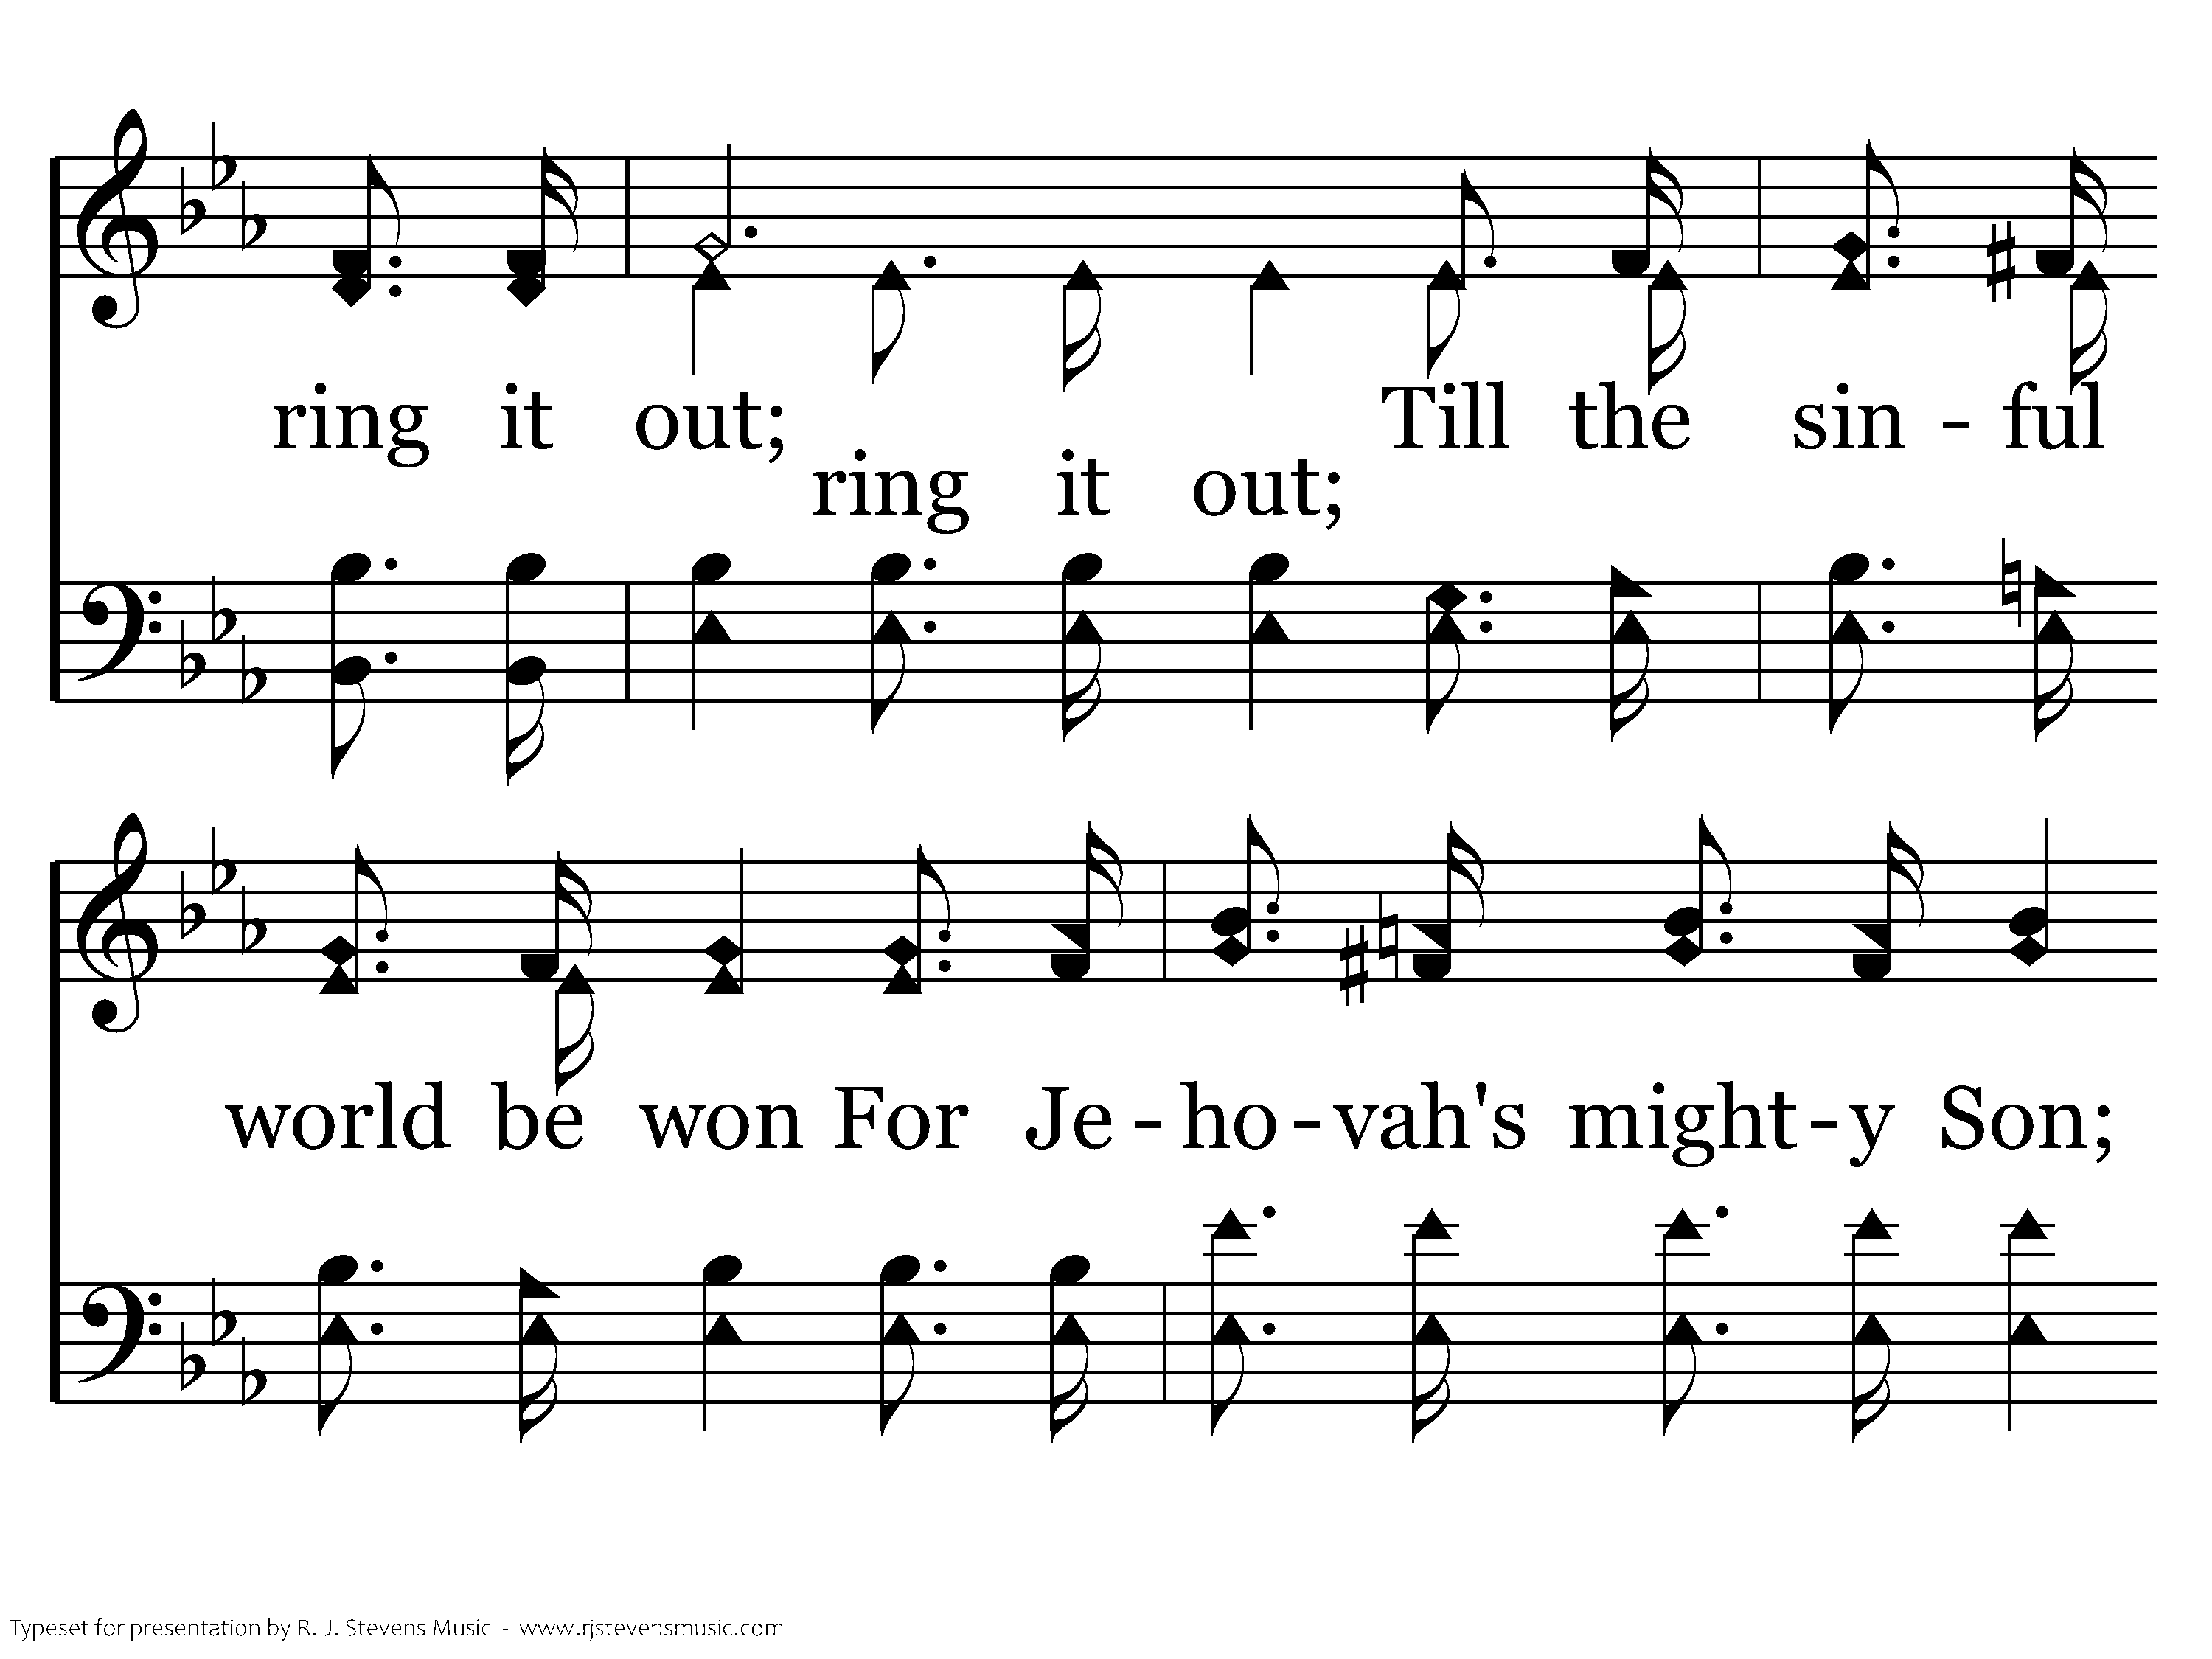 ring it out; Till the sin - ful
ring it out;
world be won For Je - ho - vah's might - y Son;
Typeset for presentation by R. J. Stevens Music - www.rjstevensmusic.com